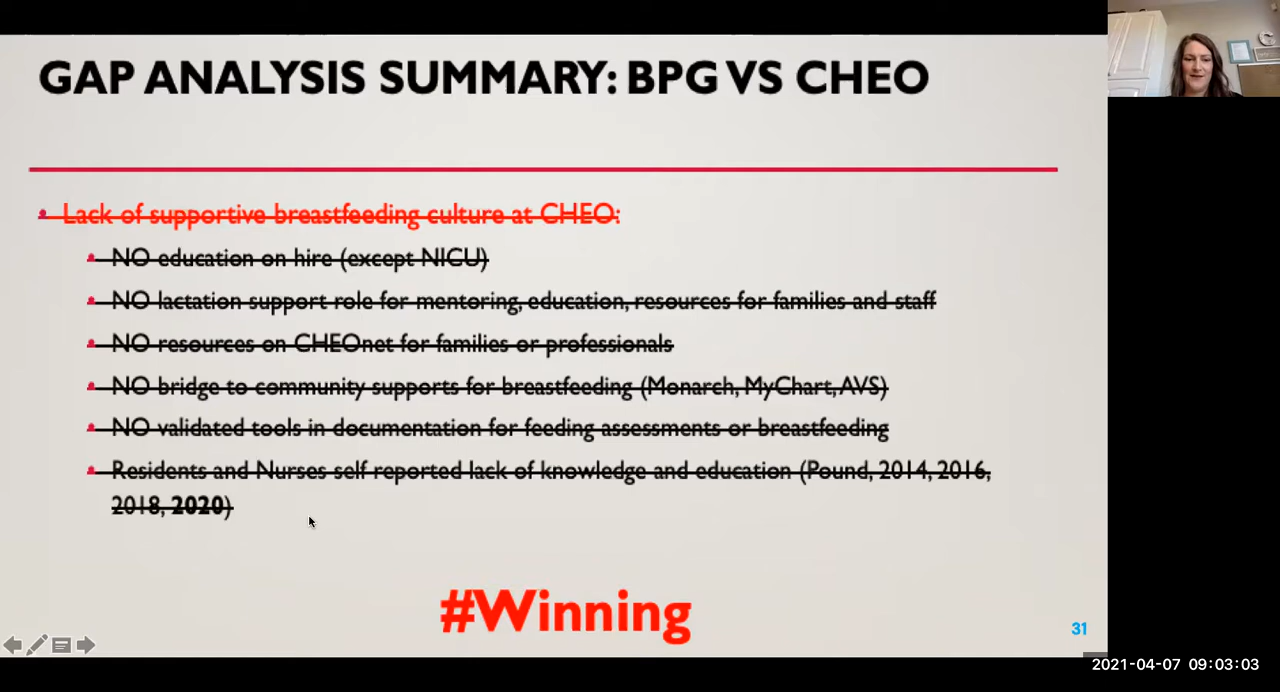 GAP ANALYSIS SUMMARY: BPG VS CHEO
Lack of supportive breastfeeding culture at CHEO:
NO education on hire (except NICU)
NO lactation support role for mentoring, education, resources for families and staff
NO resources on CHEOnet for families or professionals
NO bridge to community supports for breastfeeding (Monarch, MyChart, AVS)
NO validated tools in documentation for feeding assessments or breastfeeding
Residents and Nurses self reported lack of knowledge and education (Pound, 2014, 2016,
2018, 2020)
#Winning
31
2021-04-07 09:03:03